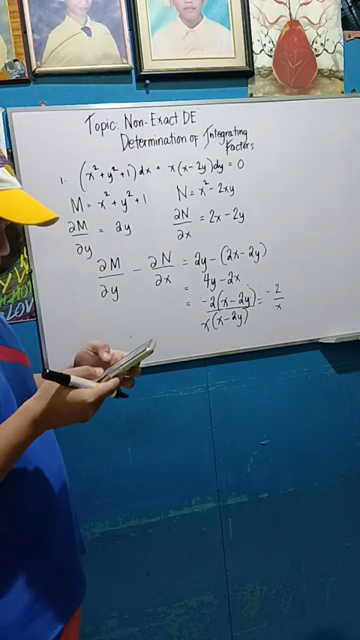 Topic: Non-Exact DE
Determination of Integrating
Factors
1. (x² + y² + 1) dx + x(x - 2y)dy = 0
M = x² + y² + 1 N = x² - 2xy
∂M/∂y = 2y ∂N/∂x = 2x - 2y
∂M/∂y - ∂N/∂x = 2y - (2x - 2y)
= 4y - 2x
= -2(x - 2y)/x(x - 2y) = -2/x